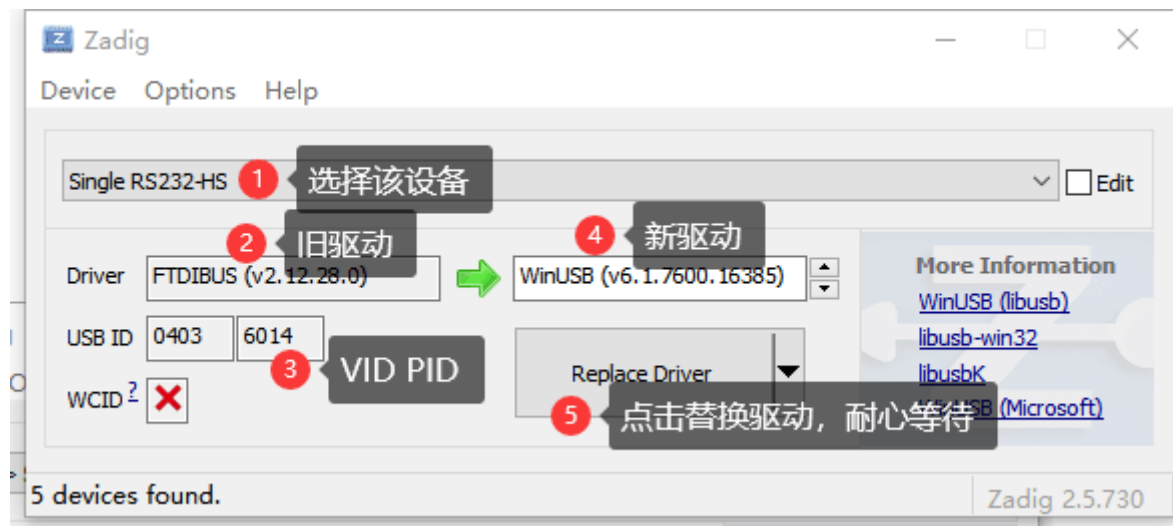 Zadig
Device Options Help
Single RS232-HS 1 选择该设备 Edit
2 旧驱动
4 新驱动
Driver FTDIBUS (v2.12.28.0) WinUSB (v6.1.7600.16385)
More Information
WinUSB (libusb)
USB ID 0403 6014
libusb-win32
3 VID PID
Replace Driver
libusbK
WCID ?
5 点击替换驱动，耐心等待
(Microsoft)
5 devices found.
Zadig 2.5.730